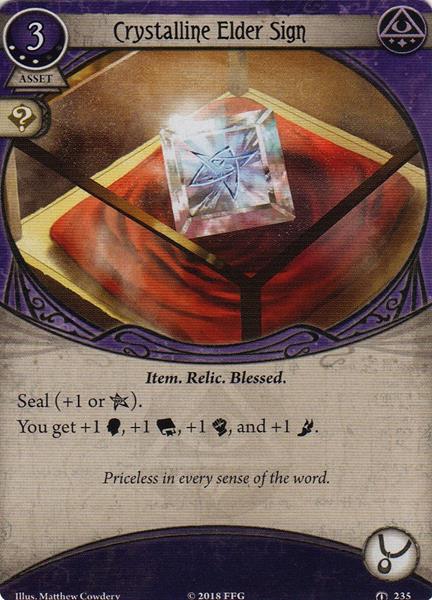 3
Crystalline Elder Sign
ASSET
?
Item. Relic. Blessed.
Seal (+1 or ).
You get +1 , +1 , +1 , and +1 .
Priceless in every sense of the word.
Illus. Matthew Cowdery
© 2018 FFG
235